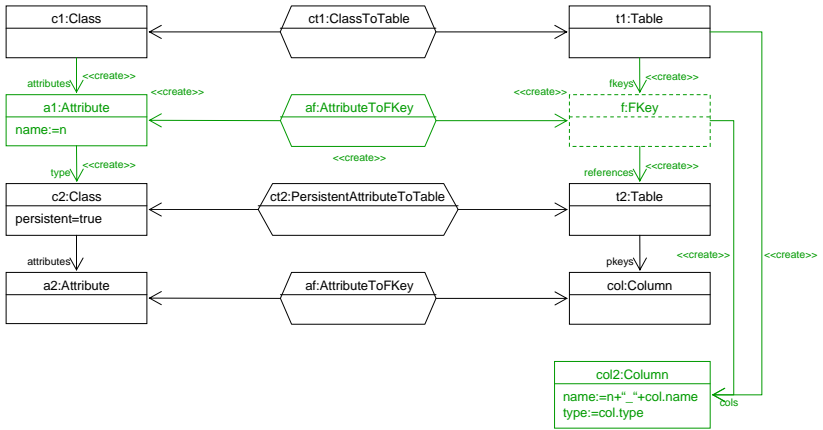 c1:Class
ct1:ClassToTable
t1:Table
attributes
<<create>>
fkeys
<<create>>
<<create>>
<<create>>
a1:Attribute
af:AttributeToFKey
f:FKey
name:=n
<<create>>
type
<<create>>
references
<<create>>
c2:Class
ct2:PersistentAttributeToTable
t2:Table
persistent=true
attributes
pkeys
<<create>>
<<create>>
a2:Attribute
af:AttributeToFKey
col:Column
col2:Column
name:=n+“_“+col.name
type:=col.type
cols